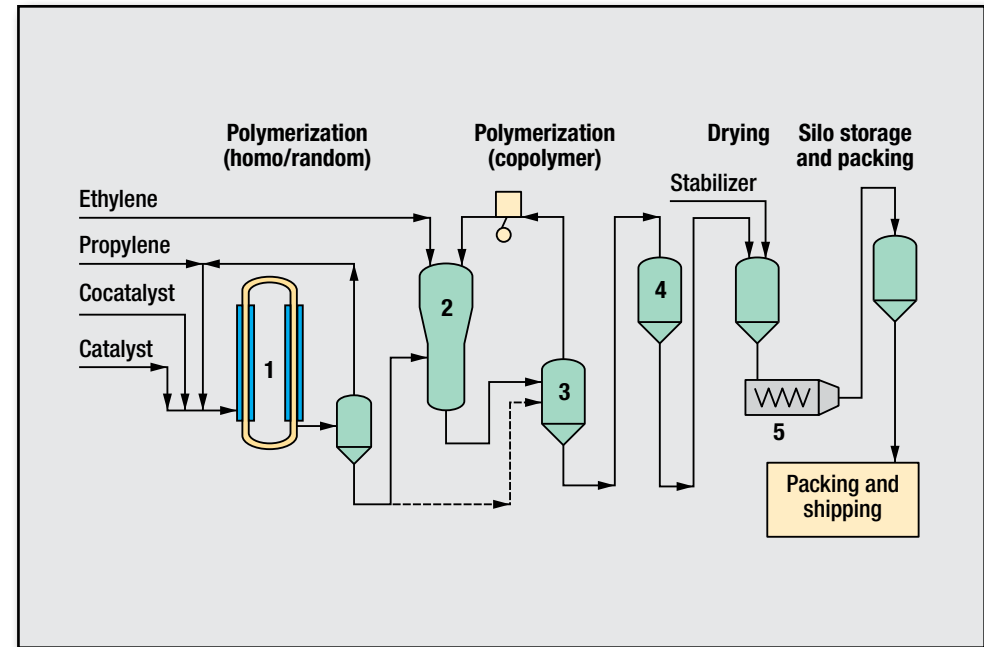 Polymerization
(homo/random)
Polymerization
(copolymer)
Drying
Silo storage
and packing
Stabilizer
Ethylene
Propylene
Cocatalyst
Catalyst
1
2
3
4
5
Packing and
shipping